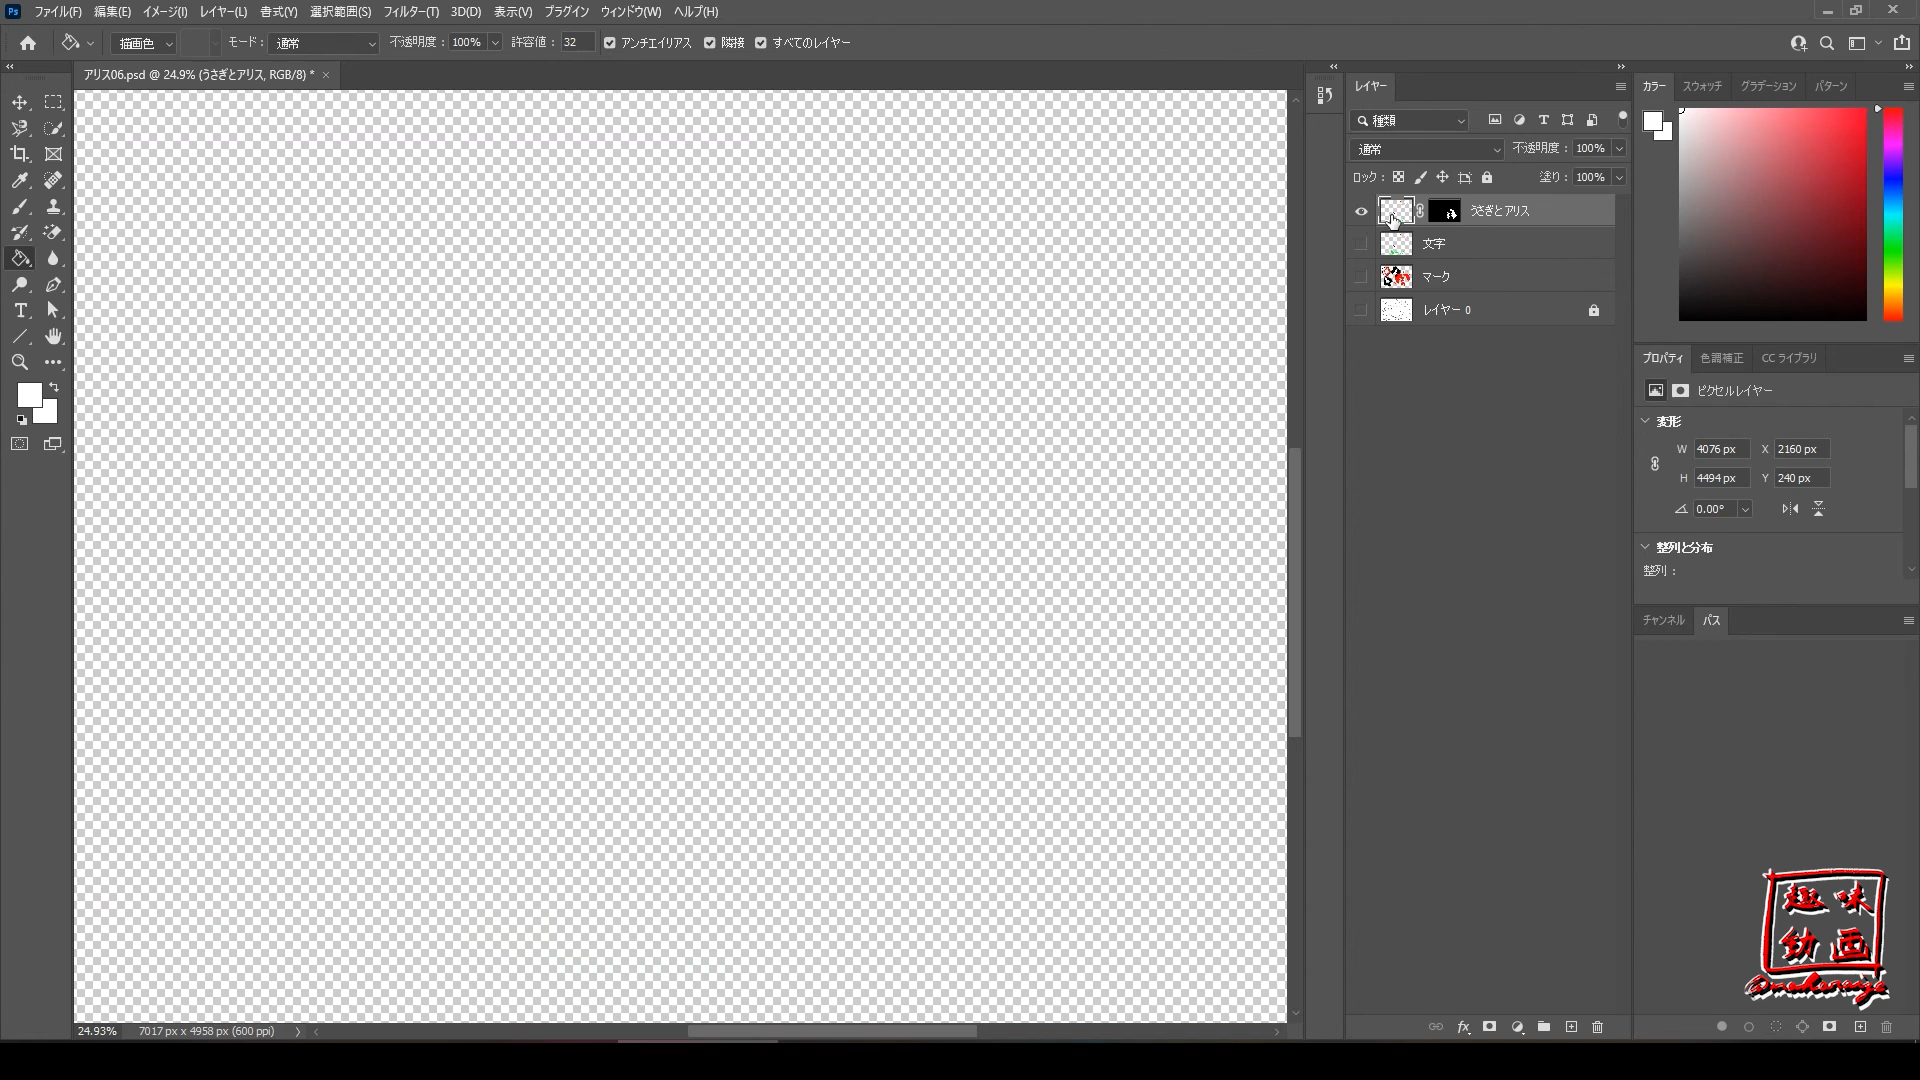 Ps ファイル(F) 編集(E) イメージ(I) レイヤー(L) 書式(Y) 選択範囲(S) フィルター(T) 3D(D) 表示(V) プラグイン ウィンドウ(W) ヘルプ(H)
描画色 モード： 通常 不透明度： 100% 許容値： 32 アンチエイリアス 隣接 すべてのレイヤー
アリス06.psd @ 24.9% (うさぎとアリス, RGB/8) *
レイヤー
種類
通常 不透明度： 100%
ロック： 塗り： 100%
うさぎとアリス
文字
マーク
レイヤー 0
カラー スウォッチ グラデーション パターン
プロパティ 色調補正 CC ライブラリ
ピクセルレイヤー
変形
W 4076 px X 2160 px
H 4494 px Y 240 px
0.00°
整列と分布
整列：
チャンネル パス
趣味
動画
24.93% 7017 px x 4958 px (600 ppi)
fx